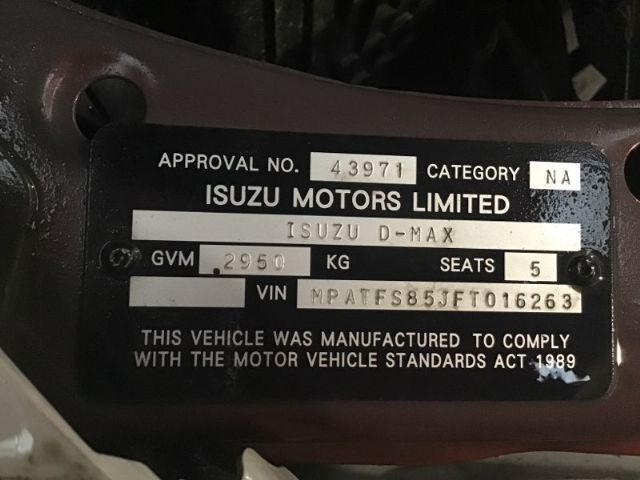 APPROVAL NO. 43971 CATEGORY NA
ISUZU MOTORS LIMITED
ISUZU D-MAX
GVM 2950 KG SEATS 5
VIN MPATFS85JFT016263
THIS VEHICLE WAS MANUFACTURED TO COMPLY
WITH THE MOTOR VEHICLE STANDARDS ACT 1989